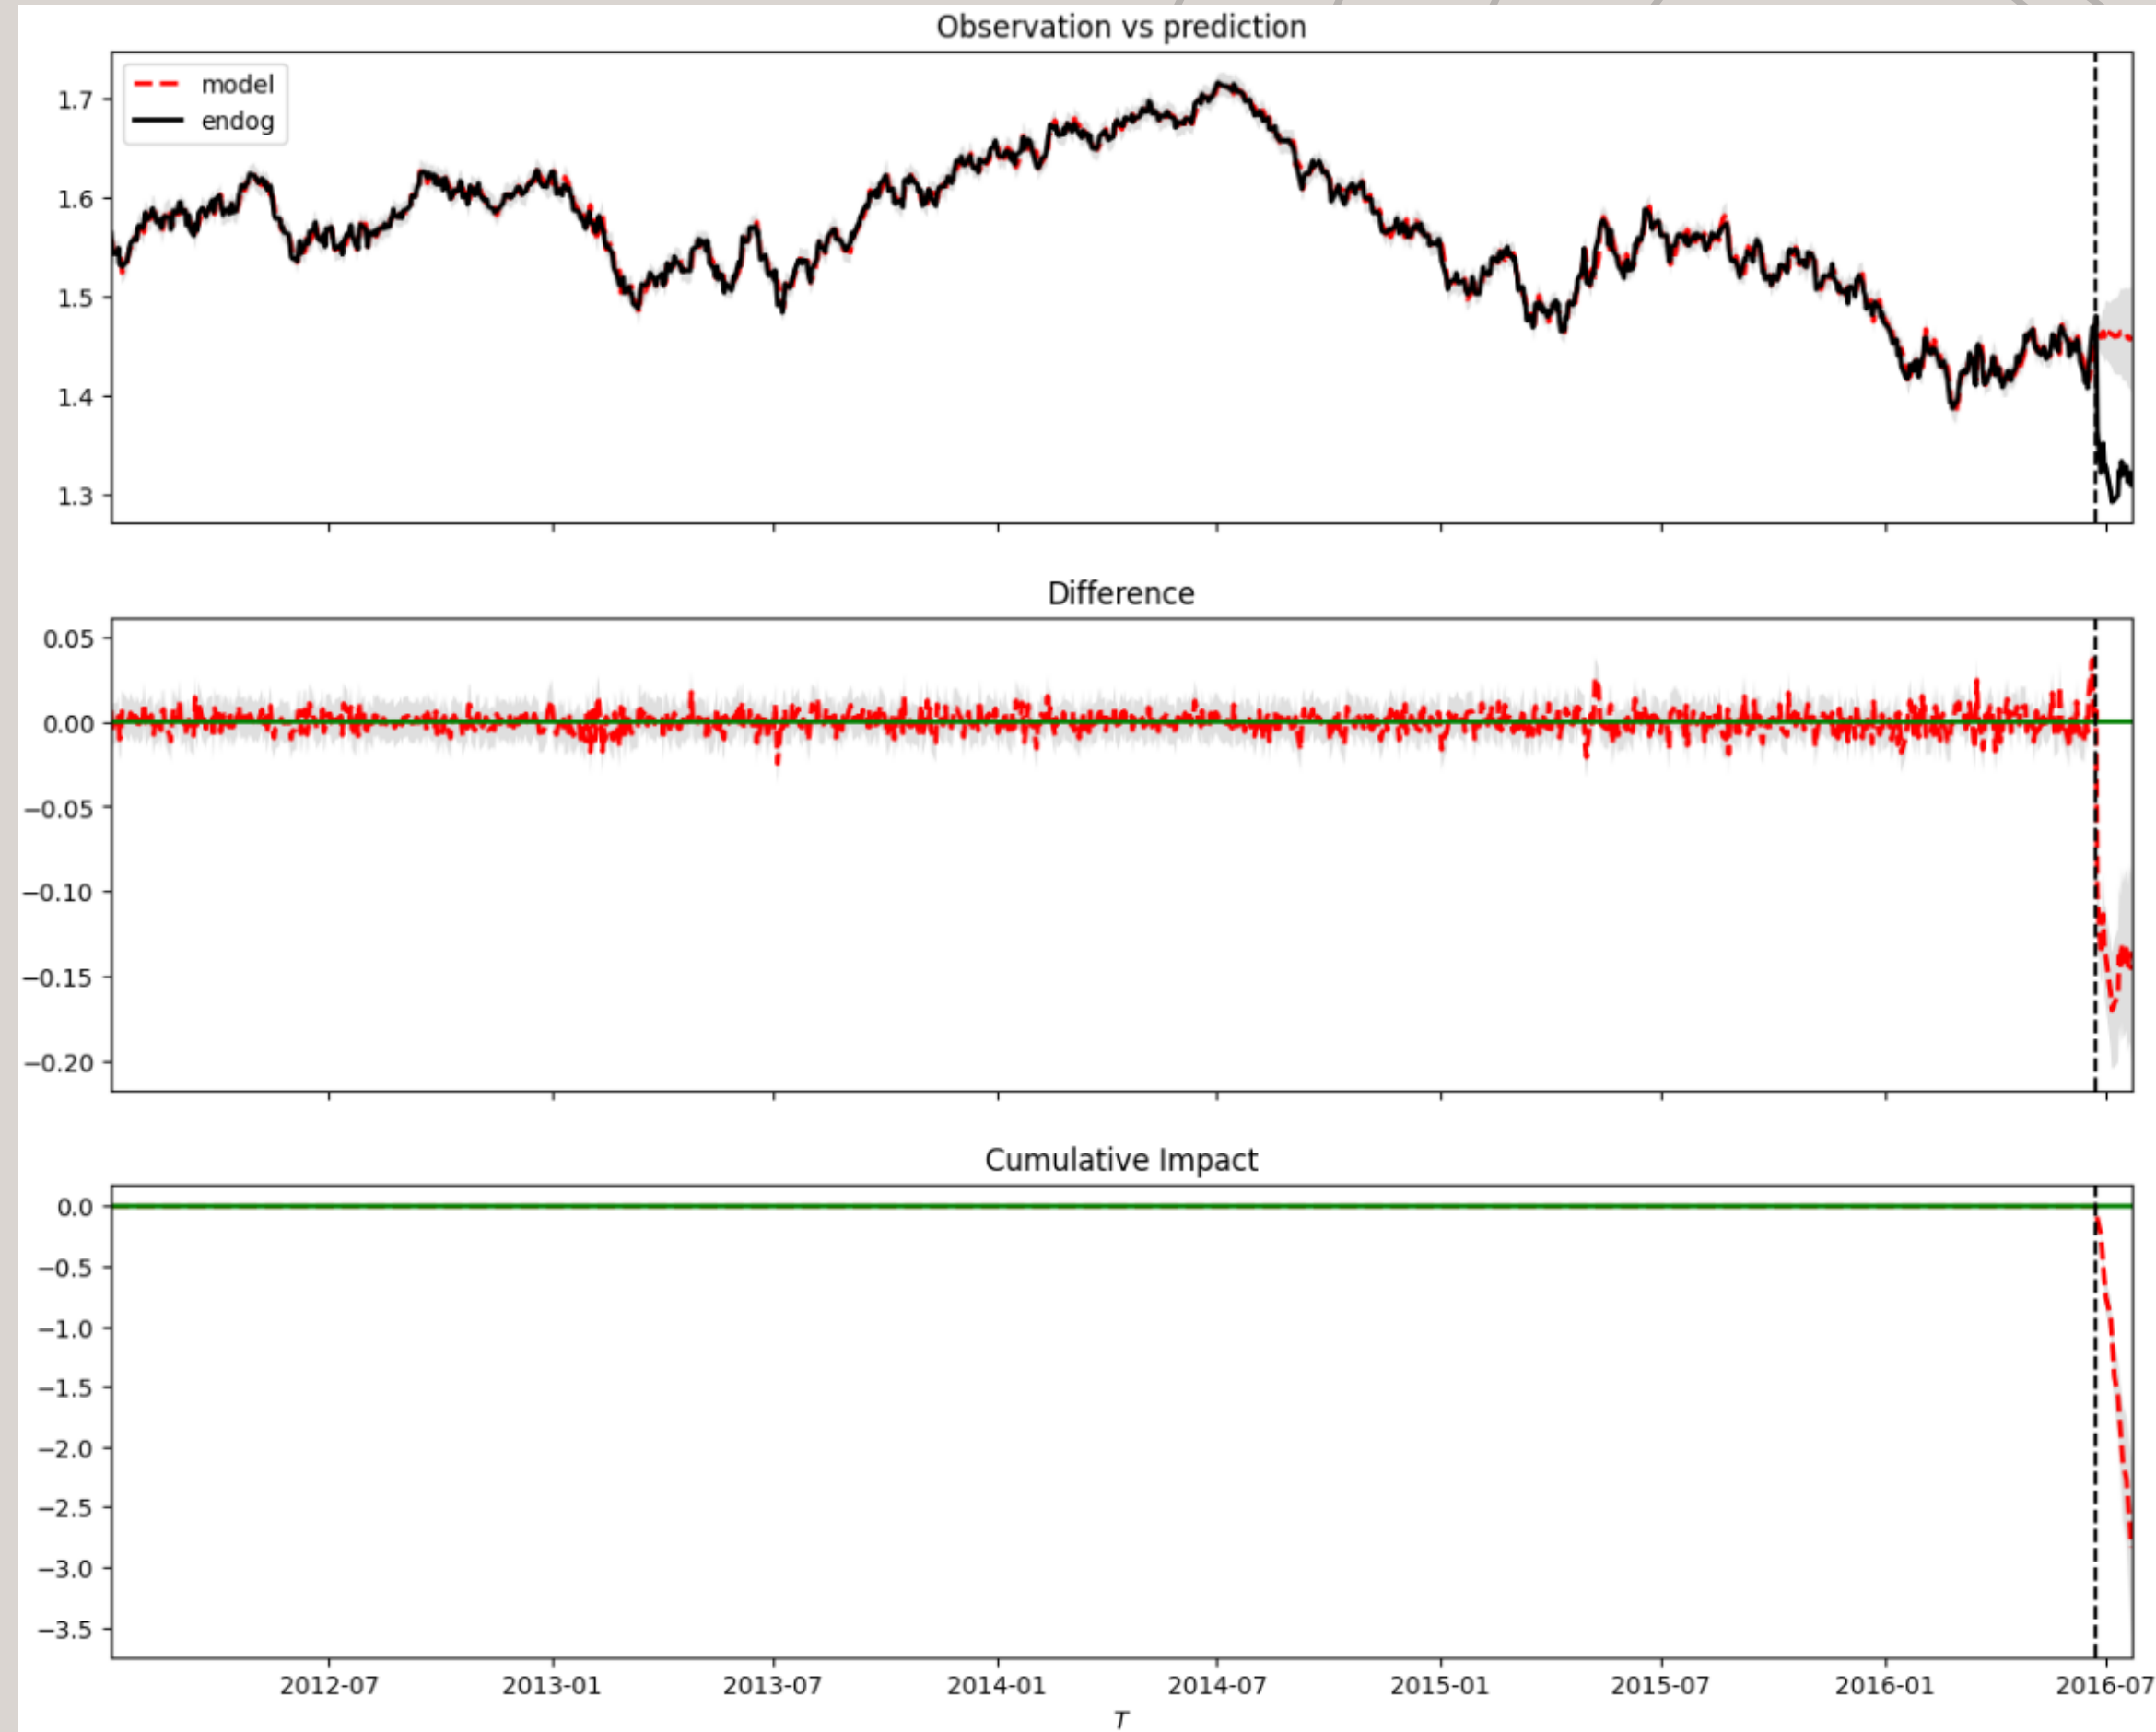 Observation vs prediction
model
endog
1.7
1.6
1.5
1.4
1.3
Difference
0.05
0.00
−0.05
−0.10
−0.15
−0.20
Cumulative Impact
0.0
−0.5
−1.0
−1.5
−2.0
−2.5
−3.0
−3.5
2012-07 2013-01 2013-07 2014-01 2014-07 2015-01 2015-07 2016-01 2016-07
T